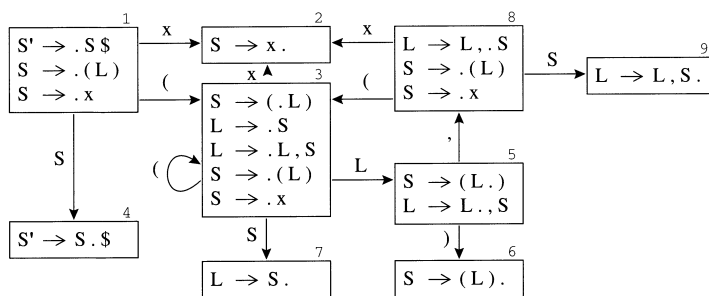 1
S' → .S$
S → .(L)
S → .x
x
(
S
2
S → x.
x
3
S → (.L)
L → .S
L → .L,S
S → .(L)
S → .x
(
L
S
8
L → L,.S
S → .(L)
S → .x
x
(
S
9
L → L,S.
,
5
S → (L.)
L → L.,S
)
4
S' → S.$
7
L → S.
6
S → (L).